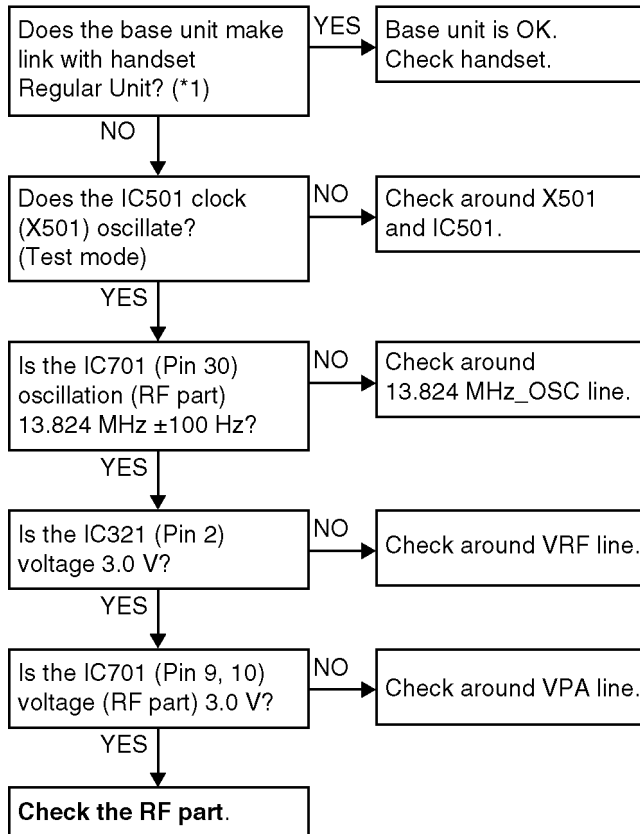 Does the base unit make
link with handset
Regular Unit? (*1)
YES
Base unit is OK.
Check handset.
NO
Does the IC501 clock
(X501) oscillate?
(Test mode)
NO
Check around X501
and IC501.
YES
Is the IC701 (Pin 30)
oscillation (RF part)
13.824 MHz ±100 Hz?
NO
Check around
13.824 MHz_OSC line.
YES
Is the IC321 (Pin 2)
voltage 3.0 V?
NO
Check around VRF line.
YES
Is the IC701 (Pin 9, 10)
voltage (RF part) 3.0 V?
NO
Check around VPA line.
YES
Check the RF part.